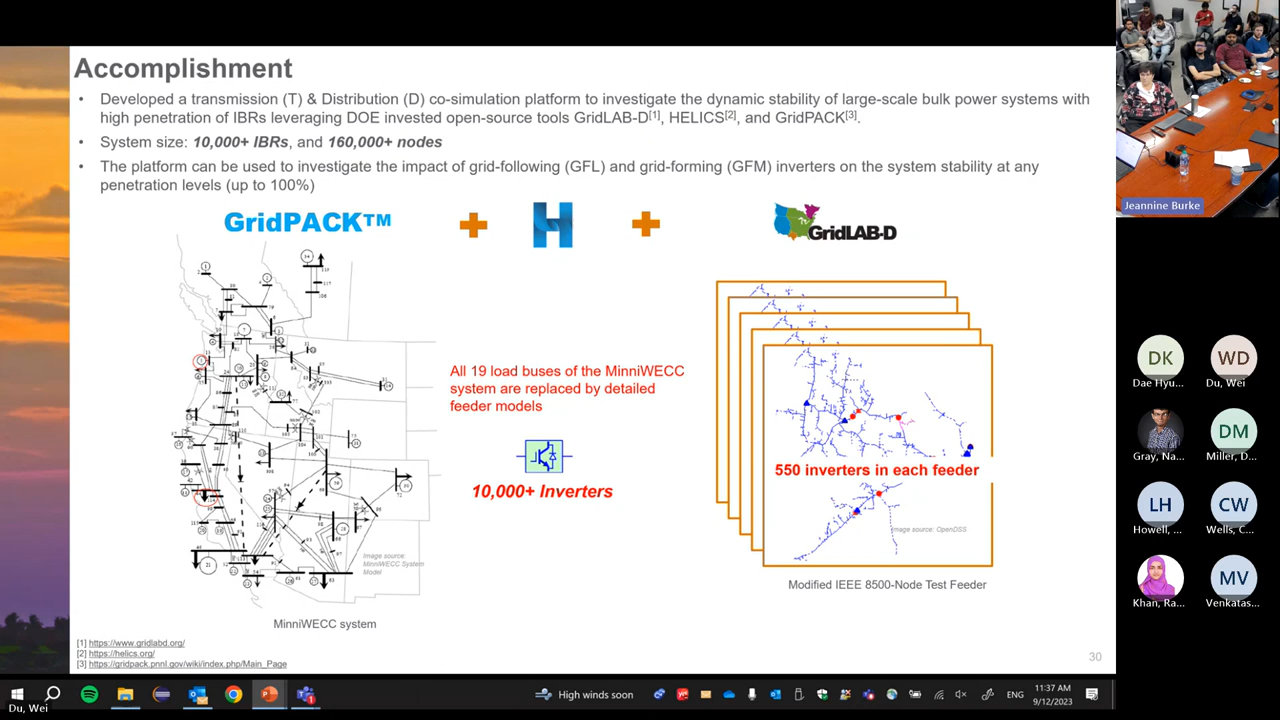 Accomplishment
• Developed a transmission (T) & Distribution (D) co-simulation platform to investigate the dynamic stability of large-scale bulk power systems with
high penetration of IBRs leveraging DOE invested open-source tools GridLAB-D[1], HELICS[2], and GridPACK[3].
• System size: 10,000+ IBRs, and 160,000+ nodes
• The platform can be used to investigate the impact of grid-following (GFL) and grid-forming (GFM) inverters on the system stability at any
penetration levels (up to 100%)
GridPACK™
H
GridLAB-D
All 19 load buses of the MinniWECC
system are replaced by detailed
feeder models
10,000+ Inverters
550 inverters in each feeder
Image source: OpenDSS
Image source:
MinniWECC System
Model
Modified IEEE 8500-Node Test Feeder
MinniWECC system
[1] https://www.gridlabd.org/
[2] https://helics.org/
[3] https://gridpack.pnnl.gov/wiki/index.php/Main_Page
30
Jeannine Burke
DK
WD
Dae Hyu...
Du, Wei
DM
Gray, Na...
Miller, D...
LH
CW
Howell, ...
Wells, C...
MV
Khan, Ra...
Venkatas...
High winds soon
ENG
11:37 AM
9/12/2023
Du, Wei